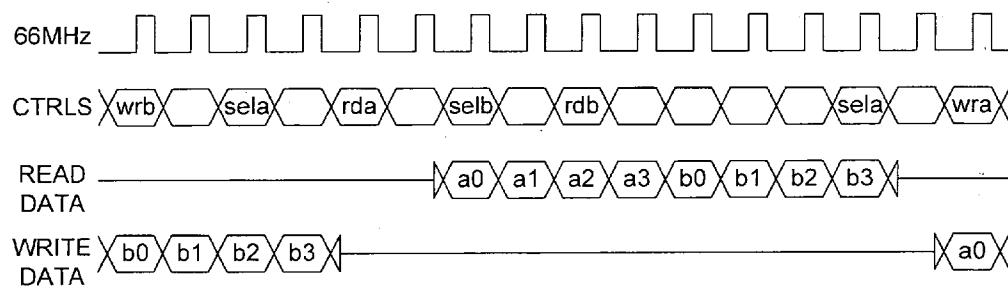 66MHz
CTRLS wrb sela rda selb rdb sela wra
READ DATA a0 a1 a2 a3 b0 b1 b2 b3
WRITE DATA b0 b1 b2 b3 a0